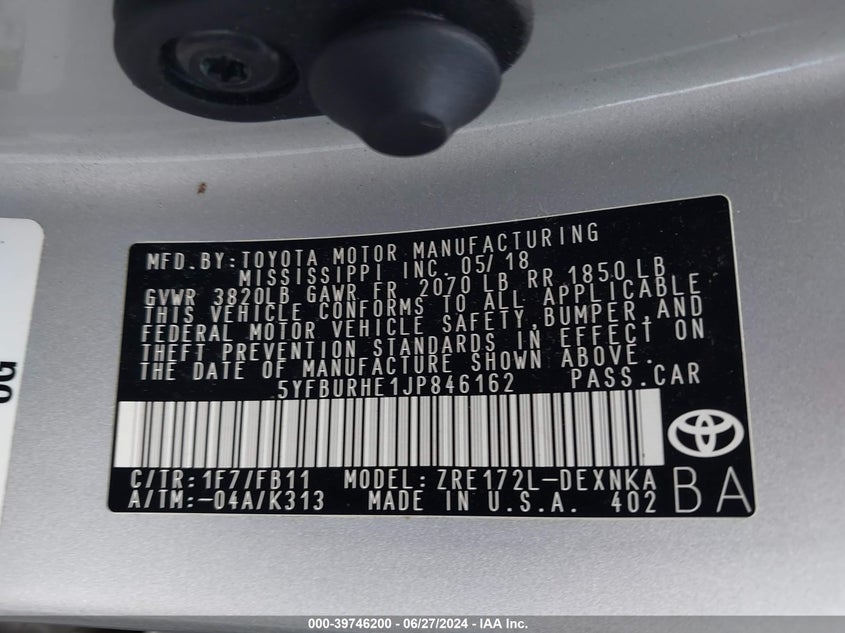 MFD.BY:TOYOTA MOTOR MANUFACTURING
MISSISSIPPI INC. 05/18
GVWR 3820LB GAWR FR 2070 LB RR 1850 LB
THIS VEHICLE CONFORMS TO ALL APPLICABLE
FEDERAL MOTOR VEHICLE SAFETY,BUMPER,AND
THEFT PREVENTION STANDARDS IN EFFECT ON
THE DATE OF MANUFACTURE SHOWN ABOVE.
5YFBURHE1JP846162 PASS.CAR
C/TR:1F7/FB11 MODEL:ZRE172L-DEXNKA
A/TM:-04A/K313 MADE IN U.S.A. 402
BA
000-39746200 - 06/27/2024 - IAA Inc.